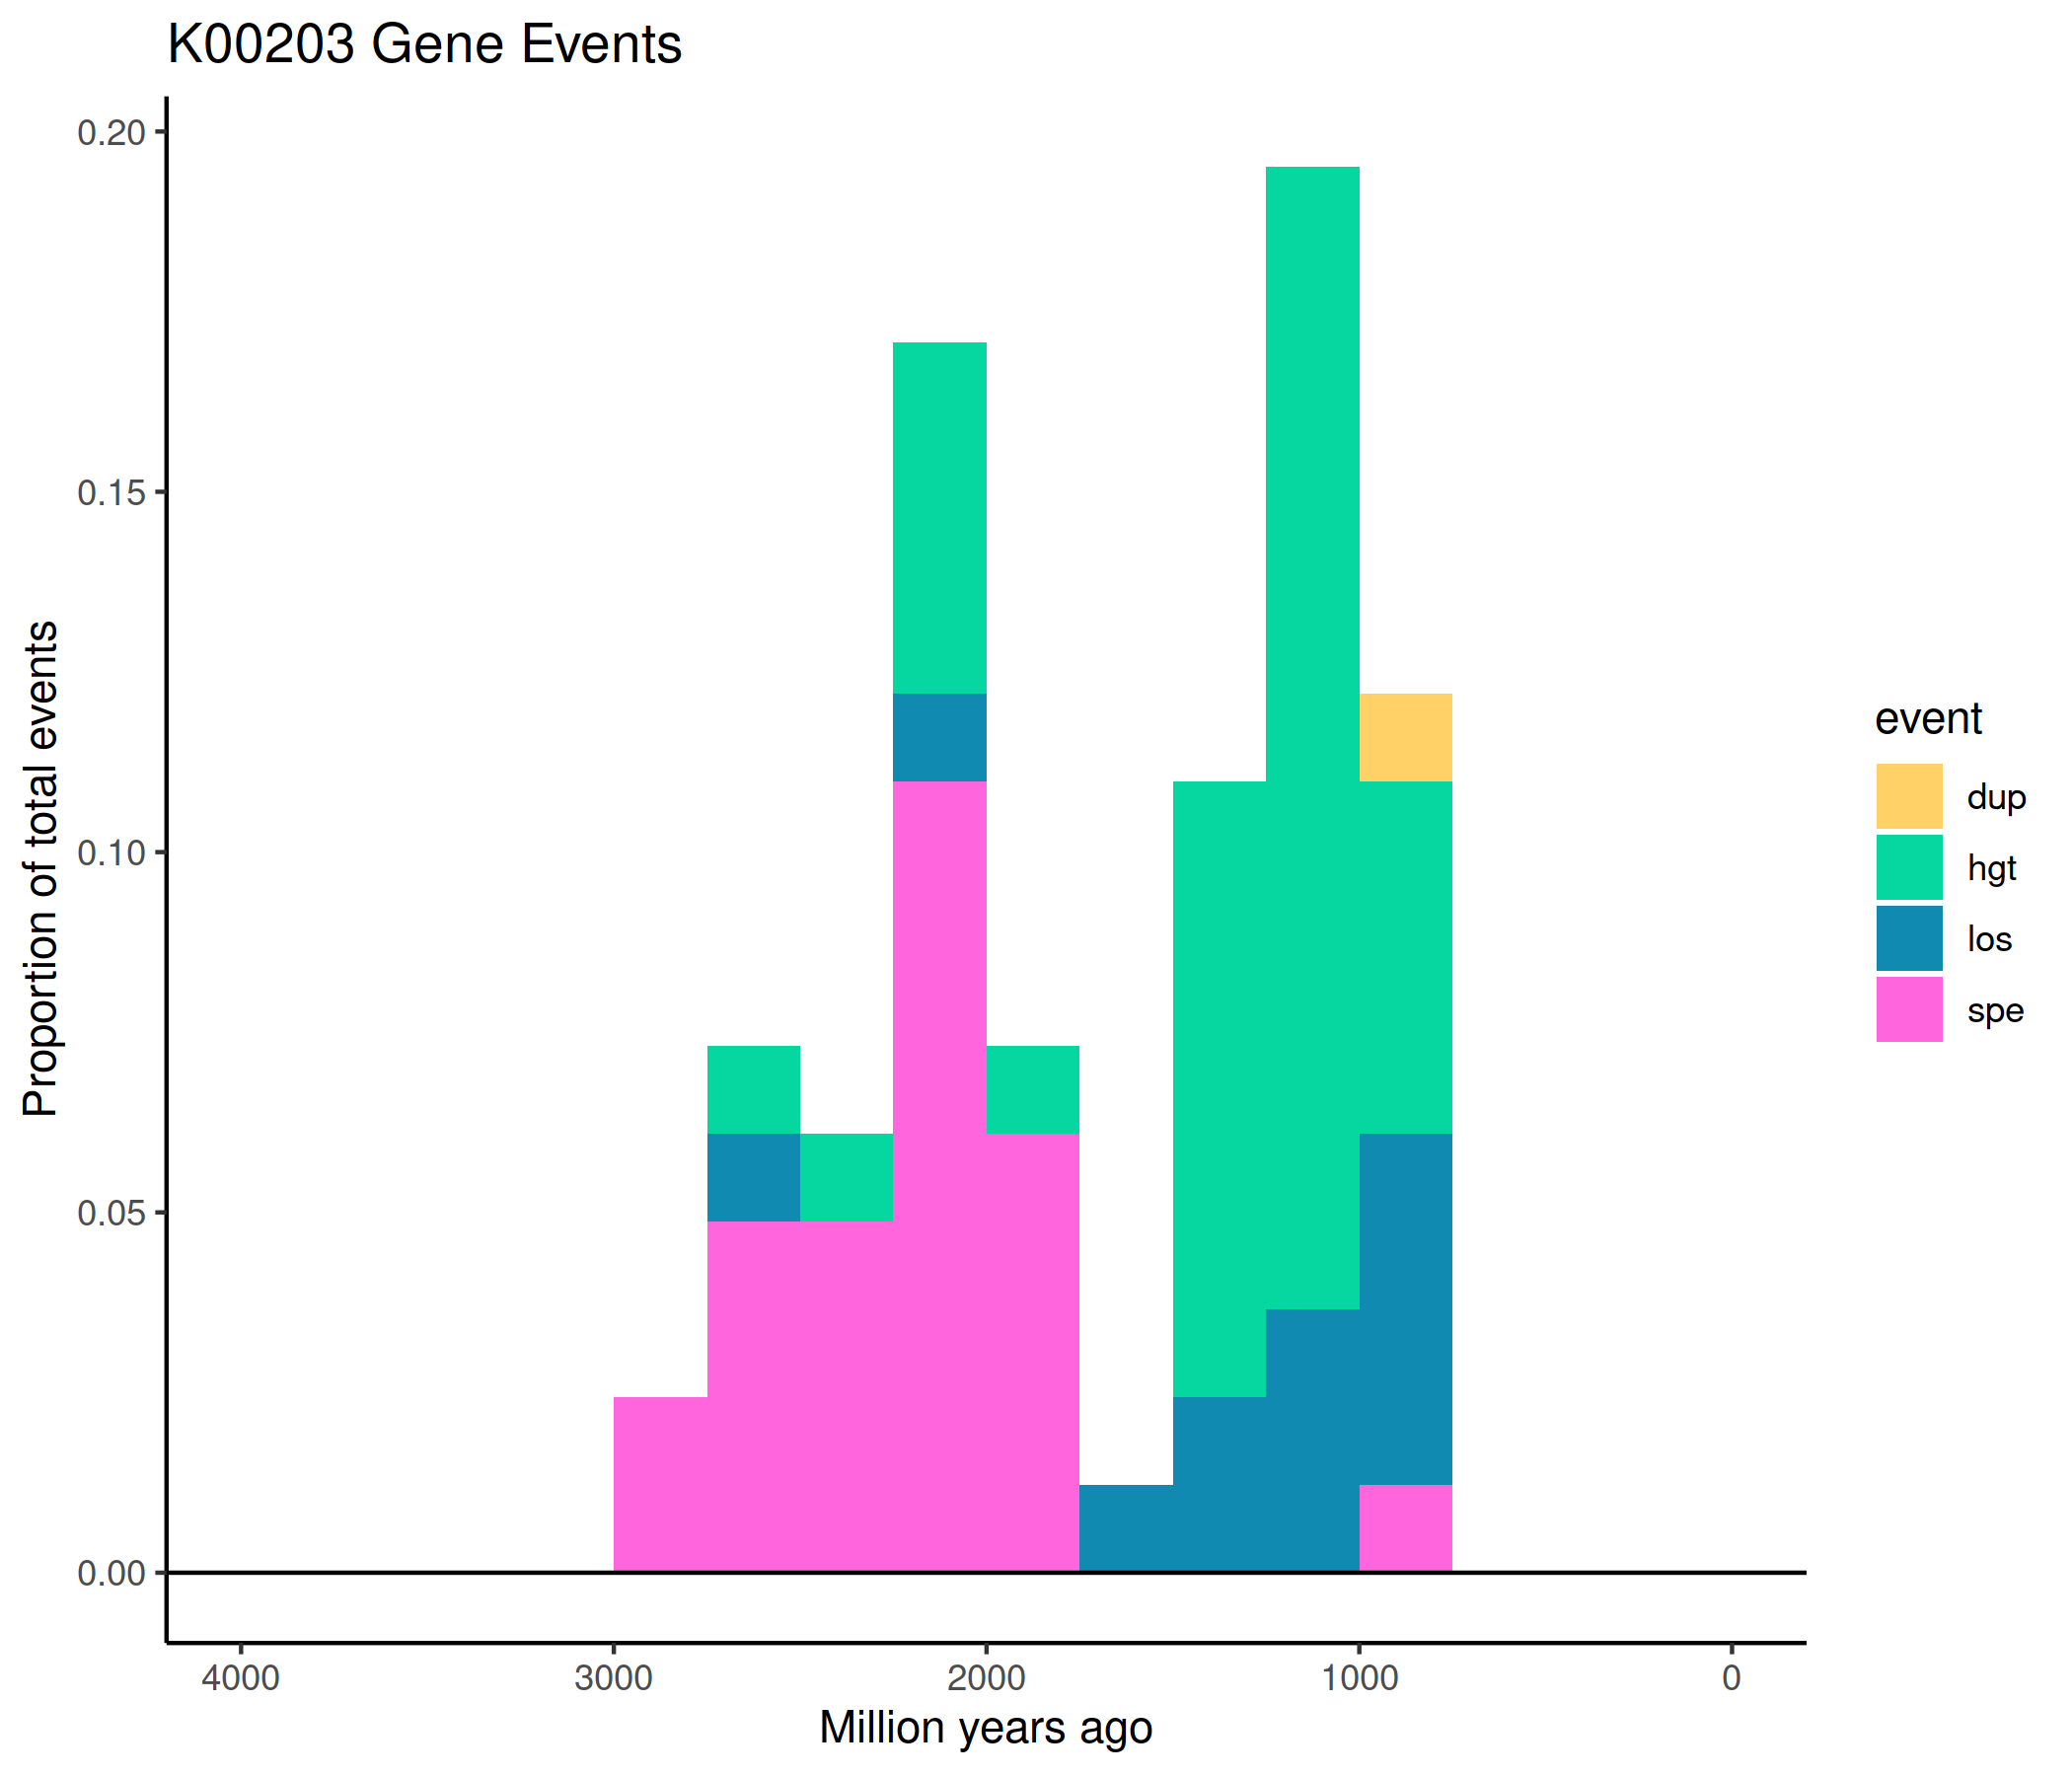 K00203 Gene Events
0.20
0.15
0.10
0.05
0.00
Proportion of total events
4000 3000 2000 1000 0
Million years ago
event
dup
hgt
los
spe